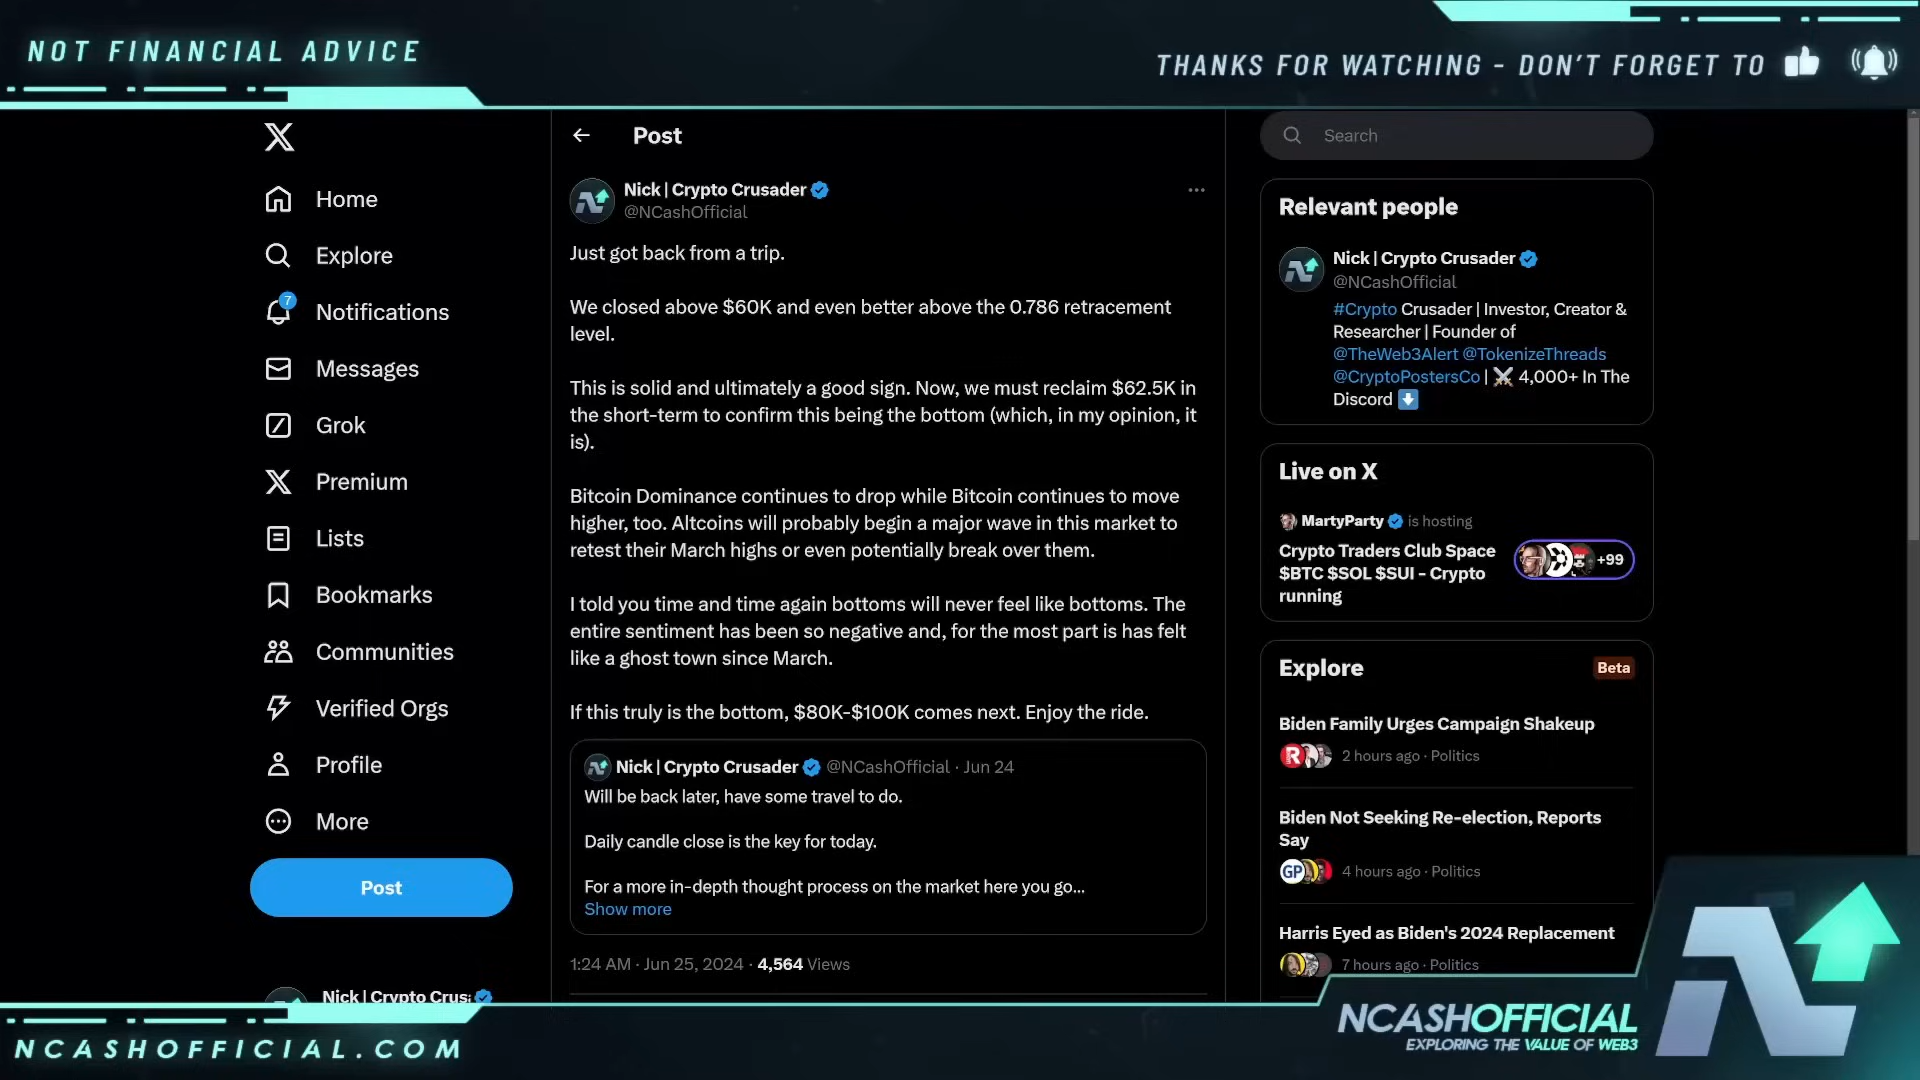 NOT FINANCIAL ADVICE
THANKS FOR WATCHING - DON'T FORGET TO
Home
Explore
7
Notifications
Messages
Grok
Premium
Lists
Bookmarks
Communities
Verified Orgs
Profile
More
Post
Nick | Crypto Crus
Post
Nick | Crypto Crusader
@NCashOfficial
Just got back from a trip.
We closed above $60K and even better above the 0.786 retracement
level.
This is solid and ultimately a good sign. Now, we must reclaim $62.5K in
the short-term to confirm this being the bottom (which, in my opinion, it
is).
Bitcoin Dominance continues to drop while Bitcoin continues to move
higher, too. Altcoins will probably begin a major wave in this market to
retest their March highs or even potentially break over them.
I told you time and time again bottoms will never feel like bottoms. The
entire sentiment has been so negative and, for the most part is has felt
like a ghost town since March.
If this truly is the bottom, $80K-$100K comes next. Enjoy the ride.
Nick | Crypto Crusader @NCashOfficial · Jun 24
Will be back later, have some travel to do.
Daily candle close is the key for today.
For a more in-depth thought process on the market here you go...
Show more
1:24 AM · Jun 25, 2024 · 4,564 Views
Search
Relevant people
Nick | Crypto Crusader
@NCashOfficial
#Crypto Crusader | Investor, Creator &
Researcher | Founder of
@TheWeb3Alert @TokenizeThreads
@CryptoPostersCo | ⚔️ 4,000+ In The
Discord ⬇️
Live on X
MartyParty is hosting
Crypto Traders Club Space
$BTC $SOL $SUI - Crypto
running
+99
Explore
Beta
Biden Family Urges Campaign Shakeup
R
2 hours ago · Politics
Biden Not Seeking Re-election, Reports
Say
GP
4 hours ago · Politics
Harris Eyed as Biden's 2024 Replacement
7 hours ago · Politics
NCASHOFFICIAL.COM
NCASHOFFICIAL
EXPLORING THE VALUE OF WEB3